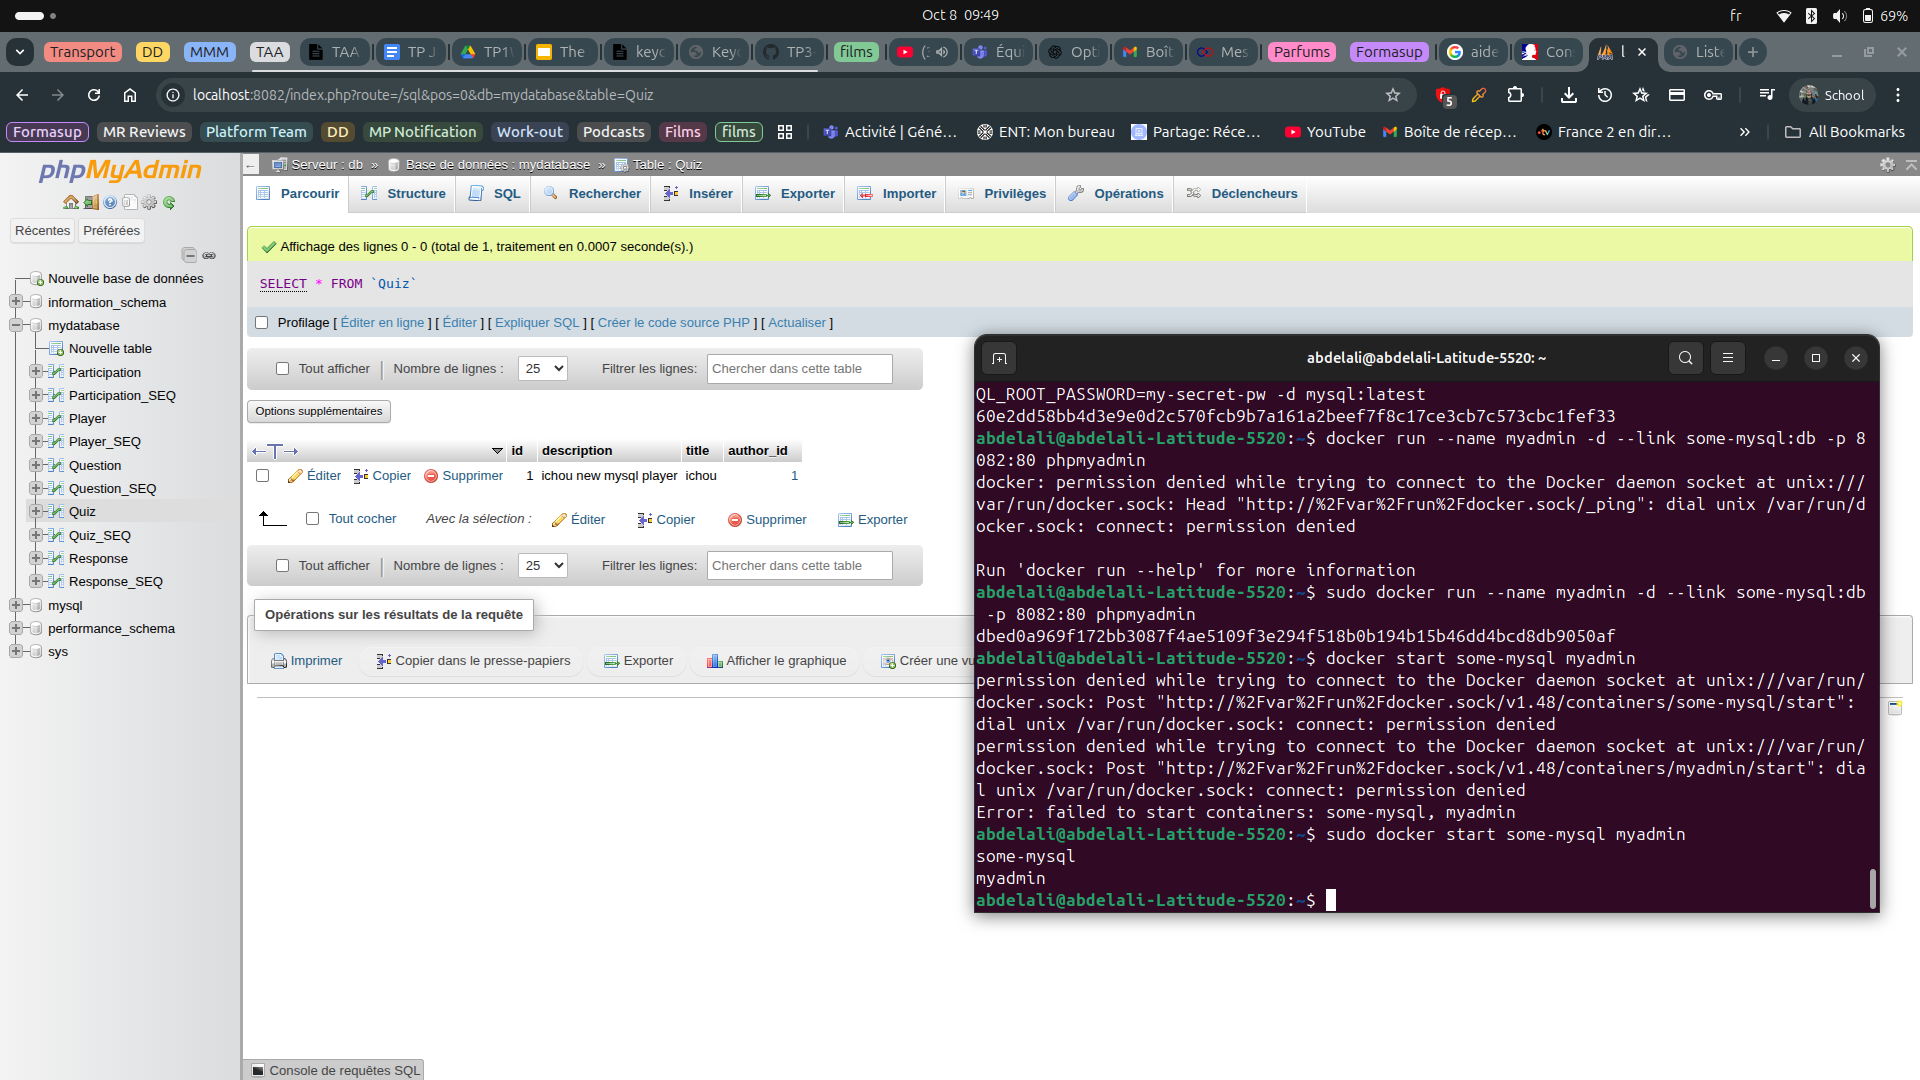 Oct 8 09:49
fr
69%
Transport
DD
MMM
TAA
TAA
TP J
TP1
The
keyc
Key
TP3
films
(
Équi
Opti
Boît
Mes
Parfums
Formasup
aide
Con
l
Liste
localhost:8082/index.php?route=/sql&pos=0&db=mydatabase&table=Quiz
5
School
Formasup
MR Reviews
Platform Team
DD
MP Notification
Work-out
Podcasts
Films
films
Activité | Géné…
ENT: Mon bureau
Partage: Réce…
YouTube
Boîte de récep…
France 2 en dir…
»
All Bookmarks
phpMyAdmin
Récentes
Préférées
Nouvelle base de données
information_schema
mydatabase
Nouvelle table
Participation
Participation_SEQ
Player
Player_SEQ
Question
Question_SEQ
Quiz
Quiz_SEQ
Response
Response_SEQ
mysql
performance_schema
sys
Serveur : db » Base de données : mydatabase » Table : Quiz
Parcourir
Structure
SQL
Rechercher
Insérer
Exporter
Importer
Privilèges
Opérations
Déclencheurs
Affichage des lignes 0 - 0 (total de 1, traitement en 0.0007 seconde(s).)
SELECT * FROM `Quiz`
Profilage [ Éditer en ligne ] [ Éditer ] [ Expliquer SQL ] [ Créer le code source PHP ] [ Actualiser ]
Tout afficher
Nombre de lignes :
25
Filtrer les lignes:
Chercher dans cette table
Options supplémentaires
id description title author_id
Éditer Copier Supprimer 1 ichou new mysql player ichou 1
Tout cocher
Avec la sélection :
Éditer
Copier
Supprimer
Exporter
Tout afficher
Nombre de lignes :
25
Filtrer les lignes:
Chercher dans cette table
Opérations sur les résultats de la requête
Imprimer
Copier dans le presse-papiers
Exporter
Afficher le graphique
Créer une vu
Console de requêtes SQL
abdelali@abdelali-Latitude-5520: ~
QL_ROOT_PASSWORD=my-secret-pw -d mysql:latest
60e2dd58bb4d3e9e0d2c570fcb9b7a161a2beef7f8c17ce3cb7c573cbc1fef33
abdelali@abdelali-Latitude-5520:~$ docker run --name myadmin -d --link some-mysql:db -p 8
082:80 phpmyadmin
docker: permission denied while trying to connect to the Docker daemon socket at unix:///
var/run/docker.sock: Head "http://%2Fvar%2Frun%2Fdocker.sock/_ping": dial unix /var/run/d
ocker.sock: connect: permission denied
Run 'docker run --help' for more information
abdelali@abdelali-Latitude-5520:~$ sudo docker run --name myadmin -d --link some-mysql:db
-p 8082:80 phpmyadmin
dbed0a969f172bb3087f4ae5109f3e294f518b0b194b15b46dd4bcd8db9050af
abdelali@abdelali-Latitude-5520:~$ docker start some-mysql myadmin
permission denied while trying to connect to the Docker daemon socket at unix:///var/run/
docker.sock: Post "http://%2Fvar%2Frun%2Fdocker.sock/v1.48/containers/some-mysql/start":
dial unix /var/run/docker.sock: connect: permission denied
permission denied while trying to connect to the Docker daemon socket at unix:///var/run/
docker.sock: Post "http://%2Fvar%2Frun%2Fdocker.sock/v1.48/containers/myadmin/start": dia
l unix /var/run/docker.sock: connect: permission denied
Error: failed to start containers: some-mysql, myadmin
abdelali@abdelali-Latitude-5520:~$ sudo docker start some-mysql myadmin
some-mysql
myadmin
abdelali@abdelali-Latitude-5520:~$